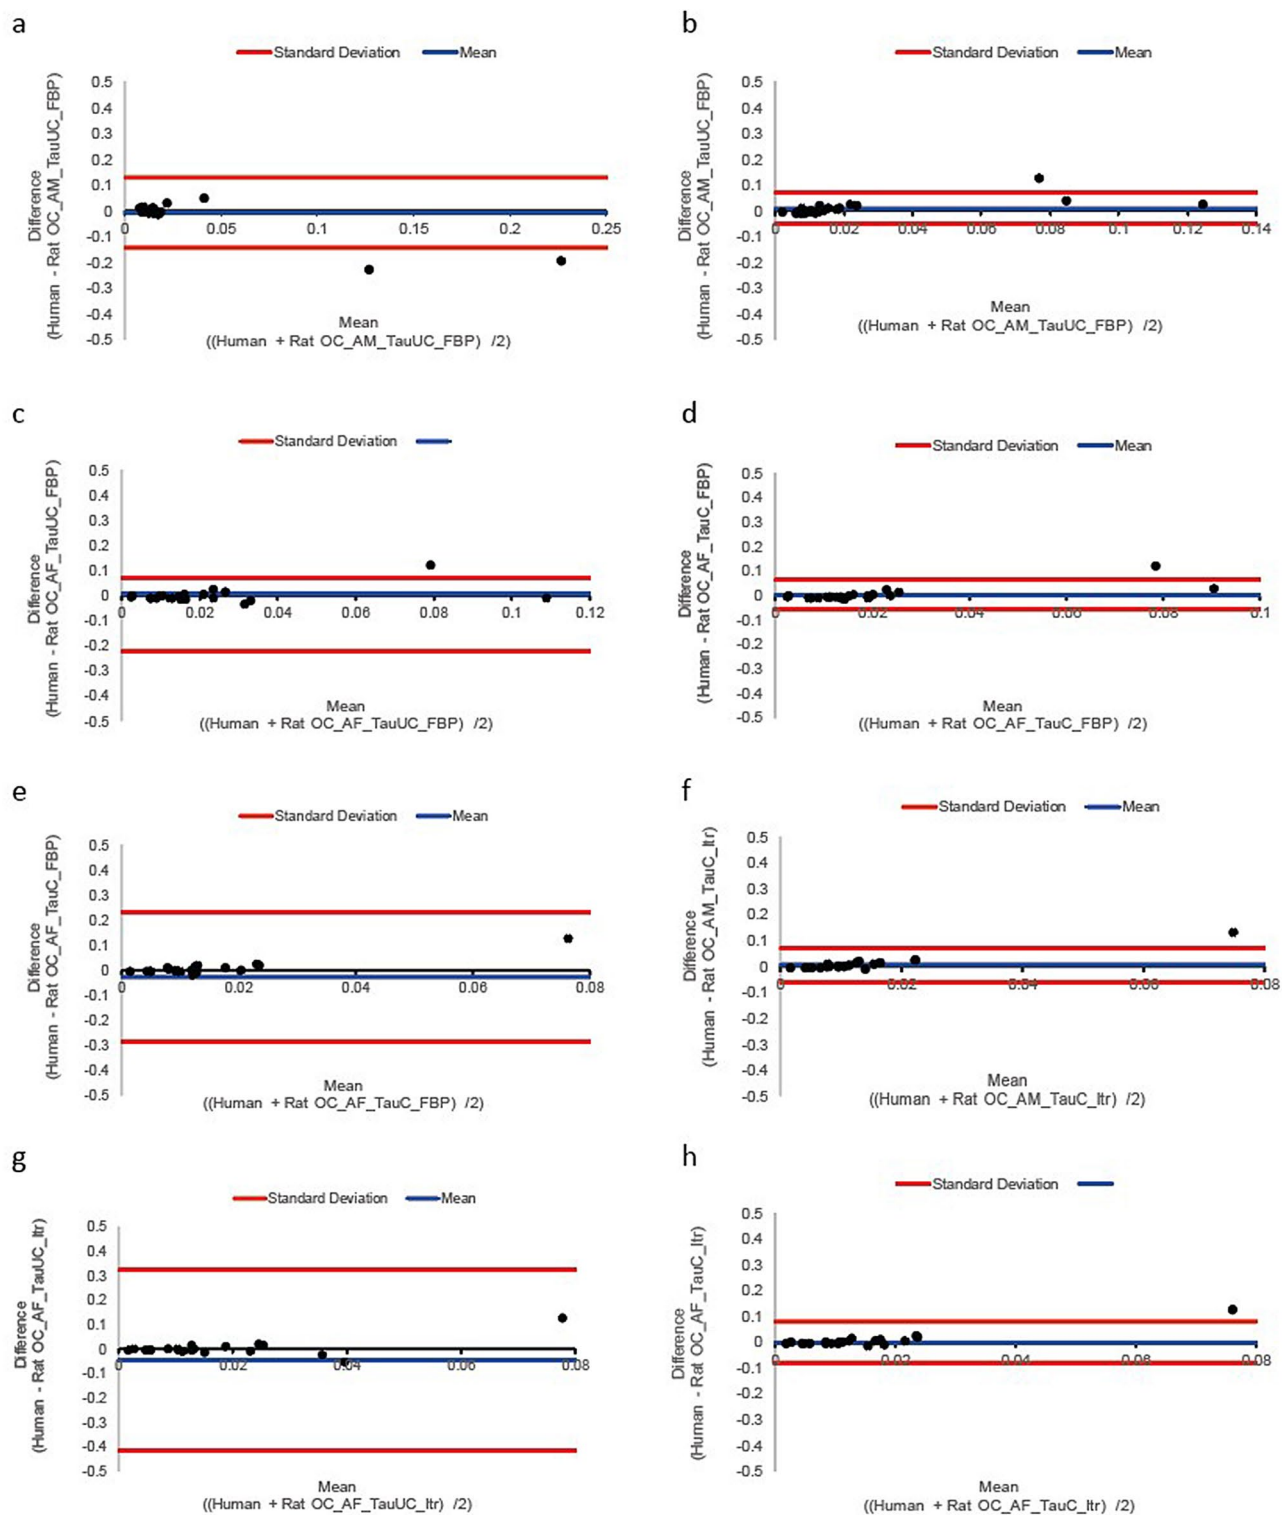 a
Standard Deviation Mean
Difference
(Human - Rat OC_AM_TauUC_FBP)
0.5
0.4
0.3
0.2
0.1
0
-0.1
-0.2
-0.3
-0.4
-0.5
0 0.05 0.1 0.15 0.2 0.25
Mean
((Human + Rat OC_AM_TauUC_FBP) /2)
b
Standard Deviation Mean
Difference
(Human - Rat OC_AM_TauUC_FBP)
0.5
0.4
0.3
0.2
0.1
0
-0.1
-0.2
-0.3
-0.4
-0.5
0 0.02 0.04 0.06 0.08 0.1 0.12 0.14
Mean
((Human + Rat OC_AM_TauUC_FBP) /2)
c
Standard Deviation
Difference
(Human - Rat OC_AF_TauUC_FBP)
0.5
0.4
0.3
0.2
0.1
0
-0.1
-0.2
-0.3
-0.4
-0.5
0 0.02 0.04 0.06 0.08 0.1 0.12
Mean
((Human + Rat OC_AF_TauUC_FBP) /2)
d
Standard Deviation Mean
Difference
(Human - Rat OC_AF_TauC_FBP)
0.5
0.4
0.3
0.2
0.1
0
-0.1
-0.2
-0.3
-0.4
-0.5
0 0.02 0.04 0.06 0.08 0.1
Mean
((Human + Rat OC_AF_TauC_FBP) /2)
e
Standard Deviation Mean
Difference
(Human - Rat OC_AF_TauC_FBP)
0.5
0.4
0.3
0.2
0.1
0
-0.1
-0.2
-0.3
-0.4
-0.5
0 0.02 0.04 0.06 0.08
Mean
((Human + Rat OC_AF_TauC_FBP) /2)
f
Standard Deviation Mean
Difference
(Human - Rat OC_AM_TauC_Itr)
0.5
0.4
0.3
0.2
0.1
0
-0.1
-0.2
-0.3
-0.4
-0.5
0 0.02 0.04 0.06 0.08
Mean
((Human + Rat OC_AM_TauC_Itr) /2)
g
Standard Deviation Mean
Difference
(Human - Rat OC_AF_TauUC_Itr)
0.5
0.4
0.3
0.2
0.1
0
-0.1
-0.2
-0.3
-0.4
-0.5
0 0.02 0.04 0.06 0.08
Mean
((Human + Rat OC_AF_TauUC_Itr) /2)
h
Standard Deviation
Difference
(Human - Rat OC_AF_TauC_Itr)
0.5
0.4
0.3
0.2
0.1
0
-0.1
-0.2
-0.3
-0.4
-0.5
0 0.02 0.04 0.06 0.08
Mean
((Human + Rat OC_AF_TauC_Itr) /2)